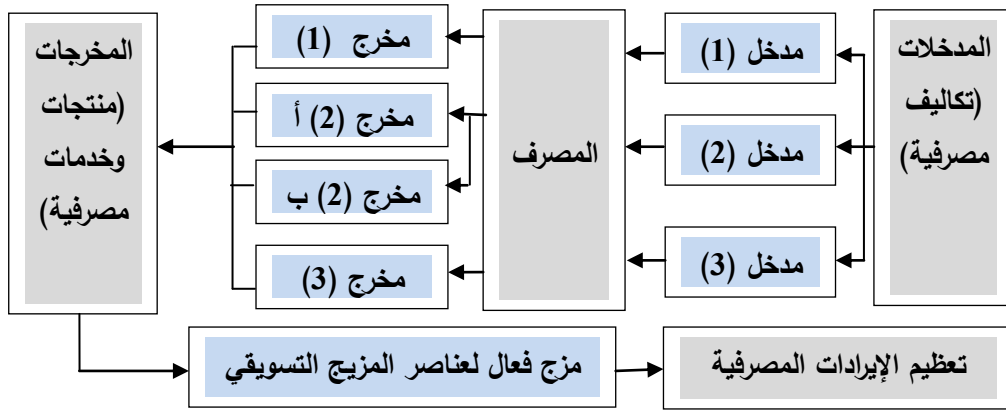 المدخلات
(تكاليف
مصرفية)
مدخل (1)
مدخل (2)
مدخل (3)
المصرف
مخرج (1)
مخرج (2) أ
مخرج (2) ب
مخرج (3)
المخرجات
(منتجات
وخدمات
مصرفية)
مزج فعال لعناصر المزيج التسويقي
تعظيم الإيرادات المصرفية